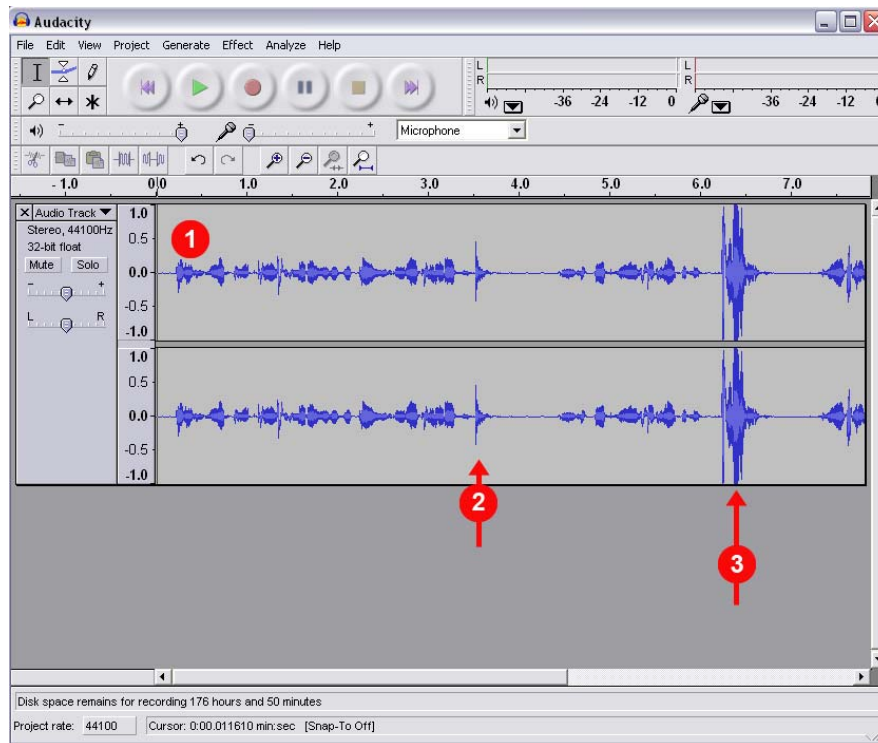 Audacity
File Edit View Project Generate Effect Analyze Help
L
R
-36 -24 -12 0
L
R
-36 -24 -12 0
- +
- +
Microphone
- 1.0 0.0 1.0 2.0 3.0 4.0 5.0 6.0 7.0
X Audio Track
Stereo, 44100Hz
32-bit float
Mute Solo
- +
L R
1.0
0.5
0.0
-0.5
-1.0
1.0
0.5
0.0
-0.5
-1.0
1
2
3
Disk space remains for recording 176 hours and 50 minutes
Project rate: 44100 Cursor: 0:00.011610 min:sec [Snap-To Off]